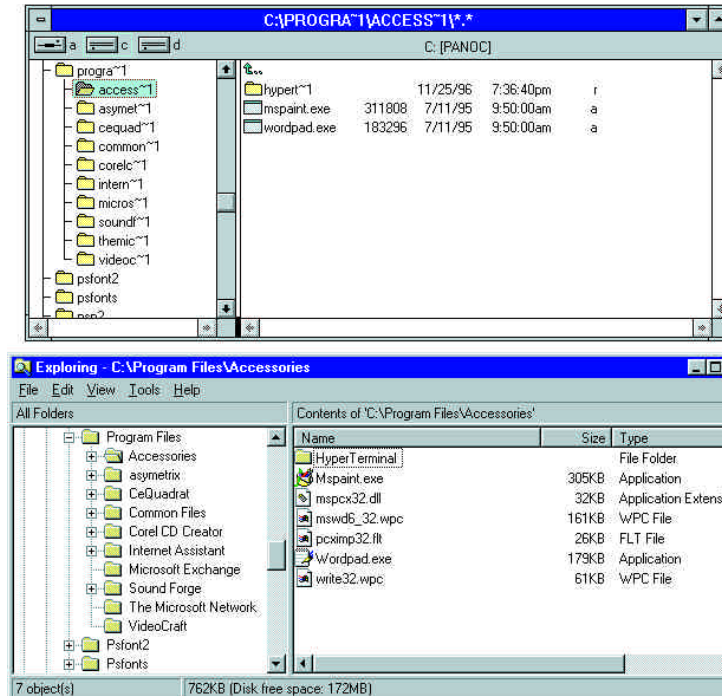 C:\PROGRA~1\ACCESS~1\*.*
a c d C: [PANOC]
progra~1
access~1
asymet~1
cequad~1
common~1
corelc~1
intern~1
micros~1
soundf~1
themic~1
videoc~1
psfont2
psfonts
psp2
..
hypert~1 11/25/96 7:36:40pm r
mspaint.exe 311808 7/11/95 9:50:00am a
wordpad.exe 183296 7/11/95 9:50:00am a
Exploring - C:\Program Files\Accessories
File Edit View Tools Help
All Folders
Contents of 'C:\Program Files\Accessories'
Program Files
Accessories
asymetrix
CeQuadrat
Common Files
Corel CD Creator
Internet Assistant
Microsoft Exchange
Sound Forge
The Microsoft Network
VideoCraft
Psfont2
Psfonts
Name Size Type
HyperTerminal File Folder
Mspaint.exe 305KB Application
mspcx32.dll 32KB Application Extens
mswd6_32.wpc 161KB WPC File
pcximp32.flt 26KB FLT File
Wordpad.exe 179KB Application
write32.wpc 61KB WPC File
7 object(s) 762KB (Disk free space: 172MB)